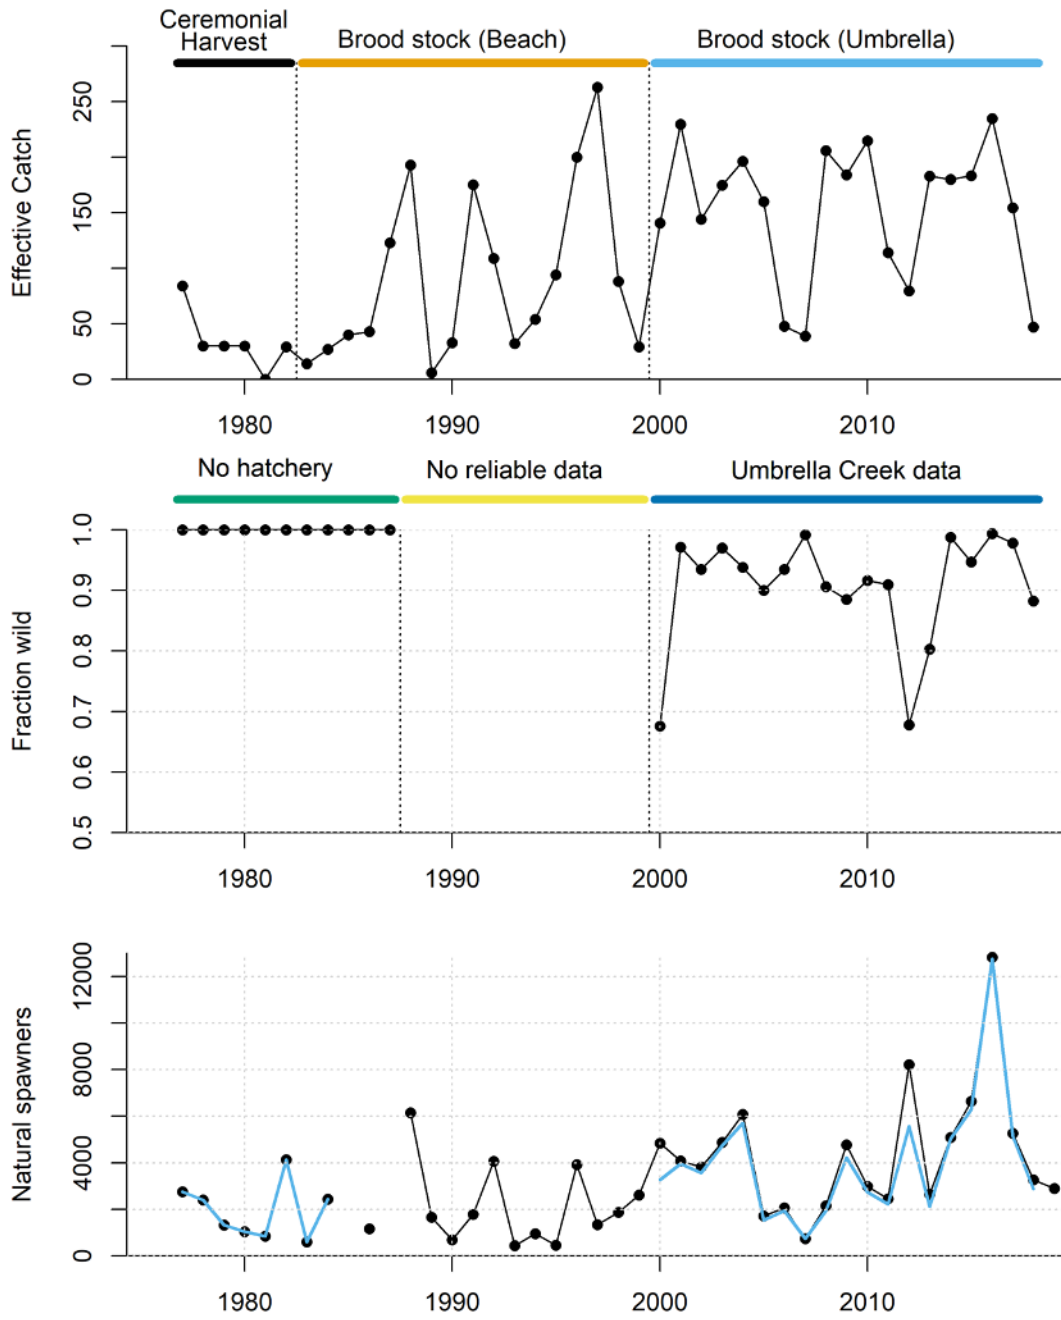 Ceremonial
Harvest
Brood stock (Beach)
Brood stock (Umbrella)
Effective Catch
250
150
50
0
1980
1990
2000
2010
No hatchery
No reliable data
Umbrella Creek data
Fraction wild
1.0
0.9
0.8
0.7
0.6
0.5
1980
1990
2000
2010
Natural spawners
12000
8000
4000
0
1980
1990
2000
2010